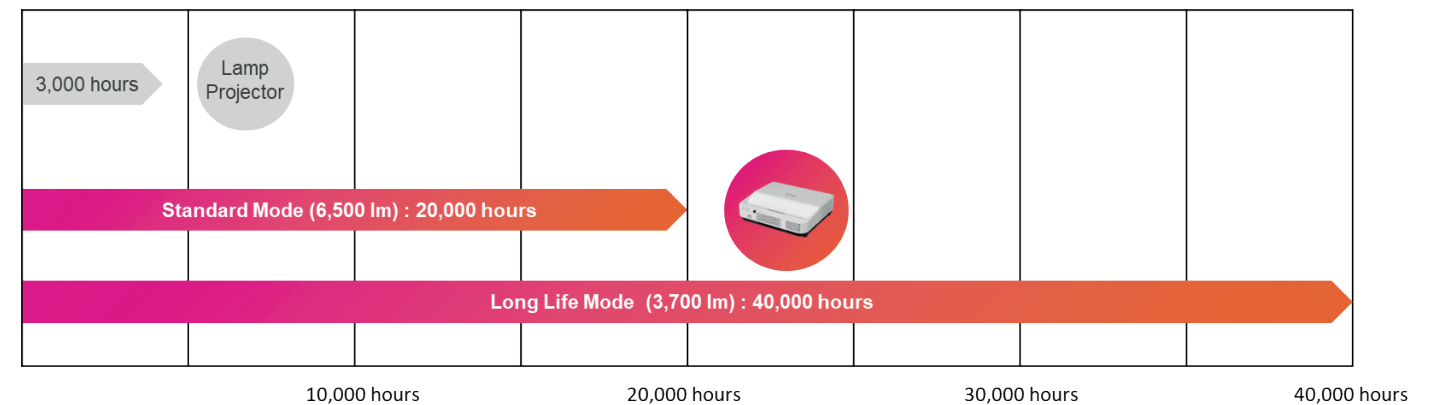 3,000 hours
Lamp
Projector
Standard Mode (6,500 lm) : 20,000 hours
Long Life Mode (3,700 lm) : 40,000 hours
10,000 hours
20,000 hours
30,000 hours
40,000 hours